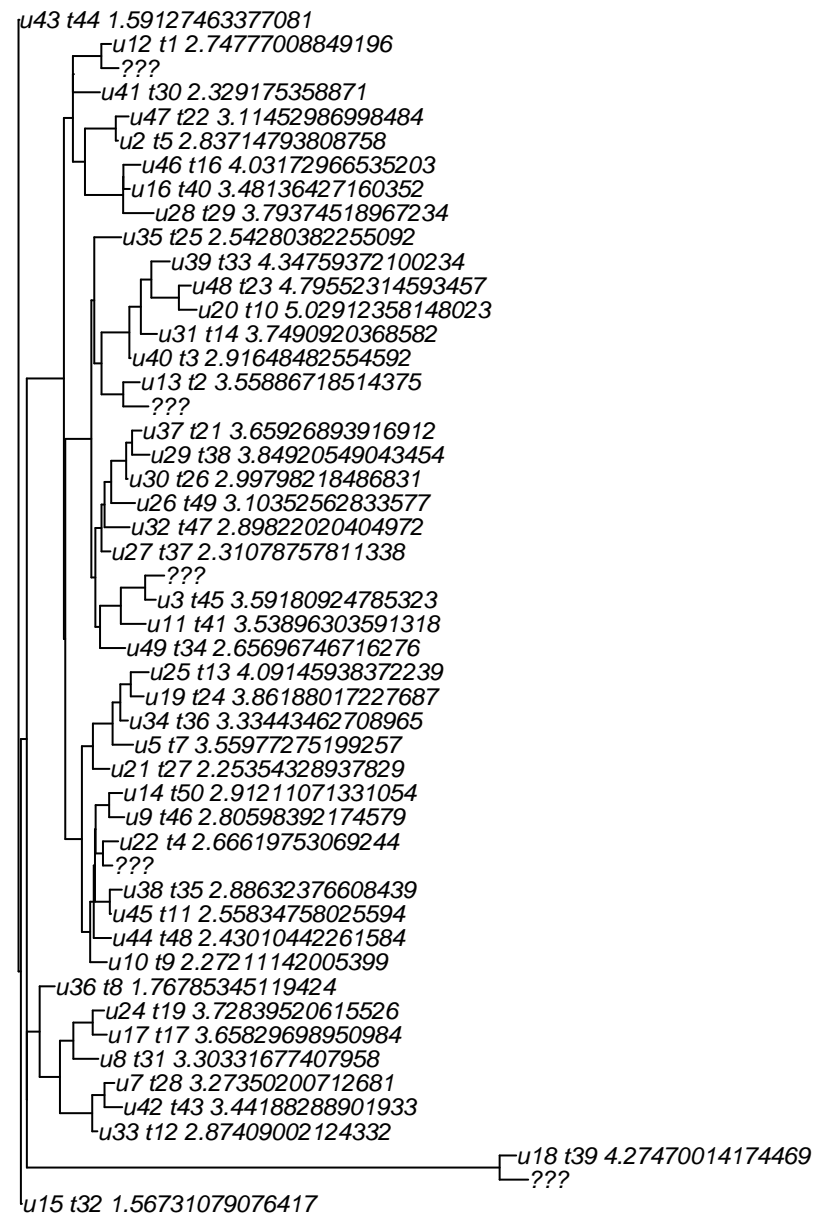 u43 t44 1.59127463377081
u12 t1 2.74777008849196
???
u41 t30 2.329175358871
u47 t22 3.11452986998484
u2 t5 2.83714793808758
u46 t16 4.03172966535203
u16 t40 3.48136427160352
u28 t29 3.79374518967234
u35 t25 2.54280382255092
u39 t33 4.34759372100234
u48 t23 4.79552314593457
u20 t10 5.02912358148023
u31 t14 3.7490920368582
u40 t3 2.91648482554592
u13 t2 3.55886718514375
???
u37 t21 3.65926893916912
u29 t38 3.84920549043454
u30 t26 2.99798218486831
u26 t49 3.10352562833577
u32 t47 2.89822020404972
u27 t37 2.31078757811338
???
u3 t45 3.59180924785323
u11 t41 3.53896303591318
u49 t34 2.65696746716276
u25 t13 4.09145938372239
u19 t24 3.86188017227687
u34 t36 3.33443462708965
u5 t7 3.55977275199257
u21 t27 2.25354328937829
u14 t50 2.91211071331054
u9 t46 2.80598392174579
u22 t4 2.66619753069244
???
u38 t35 2.88632376608439
u45 t11 2.55834758025594
u44 t48 2.43010442261584
u10 t9 2.27211142005399
u36 t8 1.76785345119424
u24 t19 3.72839520615526
u17 t17 3.65829698950984
u8 t31 3.30331677407958
u7 t28 3.27350200712681
u42 t43 3.44188288901933
u33 t12 2.87409002124332
u18 t39 4.27470014174469
???
u15 t32 1.56731079076417